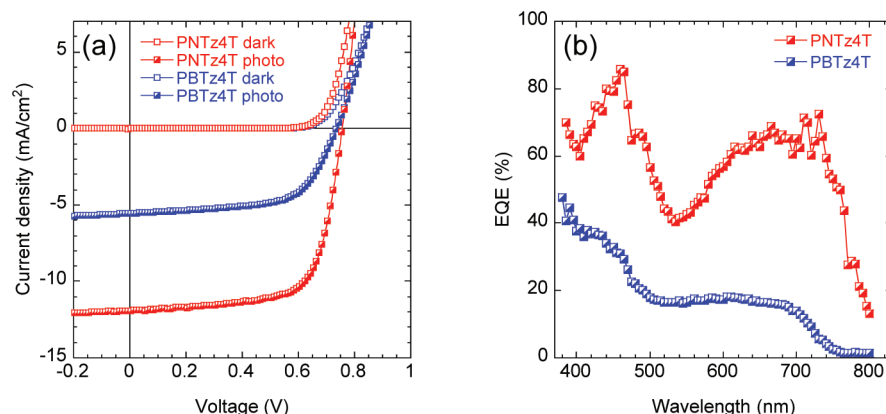 (a)
PNTz4T dark
PNTz4T photo
PBTz4T dark
PBTz4T photo
5
0
-5
-10
-15
-0.2
0
0.2
0.4
0.6
0.8
1
Current density (mA/cm²)
Voltage (V)
(b)
PNTz4T
PBTz4T
100
80
60
40
20
0
400
500
600
700
800
EQE (%)
Wavelength (nm)